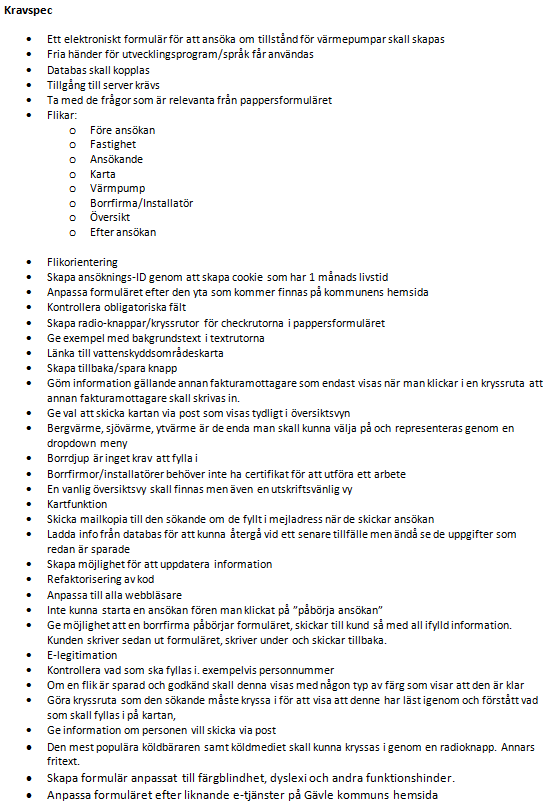 Kravspec
• Ett elektroniskt formulär för att ansöka om tillstånd för värmepumpar skall skapas
• Fria händer för utvecklingsprogram/språk får användas
• Databas skall kopplas
• Tillgång till server krävs
• Ta med de frågor som är relevanta från pappersformuläret
• Flikar:
o Före ansökan
o Fastighet
o Ansökande
o Karta
o Värmpump
o Borrfirma/Installatör
o Översikt
o Efter ansökan
• Flikorientering
• Skapa ansöknings-ID genom att skapa cookie som har 1 månads livstid
• Anpassa formuläret efter den yta som kommer finnas på kommunens hemsida
• Kontrollera obligatoriska fält
• Skapa radio-knappar/kryssrutor för checkrutorna i pappersformuläret
• Ge exempel med bakgrundstext i textrutorna
• Länka till vattenskyddsområdeskarta
• Skapa tillbaka/spara knapp
• Göm information gällande annan fakturamottagare som endast visas när man klickar i en kryssruta att
annan fakturamottagare skall skrivas in.
• Ge val att skicka kartan via post som visas tydligt i översiktsvyn
• Bergvärme, sjövärme, ytvärme är de enda man skall kunna välja på och representeras genom en
dropdown meny
• Borrdjup är inget krav att fylla i
• Borrfirmor/installatörer behöver inte ha certifikat för att utföra ett arbete
• En vanlig översiktsvy skall finnas men även en utskriftsvänlig vy
• Kartfunktion
• Skicka mailkopia till den sökande om de fyllt i mejladress när de skickar ansökan
• Ladda info från databas för att kunna återgå vid ett senare tillfälle men ändå se de uppgifter som
redan är sparade
• Skapa möjlighet för att uppdatera information
• Refaktorisering av kod
• Anpassa till alla webbläsare
• Inte kunna starta en ansökan fören man klickat på ”påbörja ansökan”
• Ge möjlighet att en borrfirma påbörjar formuläret, skickar till kund så med all ifylld information.
Kunden skriver sedan ut formuläret, skriver under och skickar tillbaka.
• E-legitimation
• Kontrollera vad som ska fyllas i. exempelvis personnummer
• Om en flik är sparad och godkänd skall denna visas med någon typ av färg som visar att den är klar
• Göra kryssruta som den sökande måste kryssa i för att visa att denne har läst igenom och förstått vad
som skall fyllas i på kartan,
• Ge information om personen vill skicka via post
• Den mest populära köldbäraren samt köldmediet skall kunna kryssas i genom en radioknapp. Annars
fritext.
• Skapa formulär anpassat till färgblindhet, dyslexi och andra funktionshinder.
• Anpassa formuläret efter liknande e-tjänster på Gävle kommuns hemsida